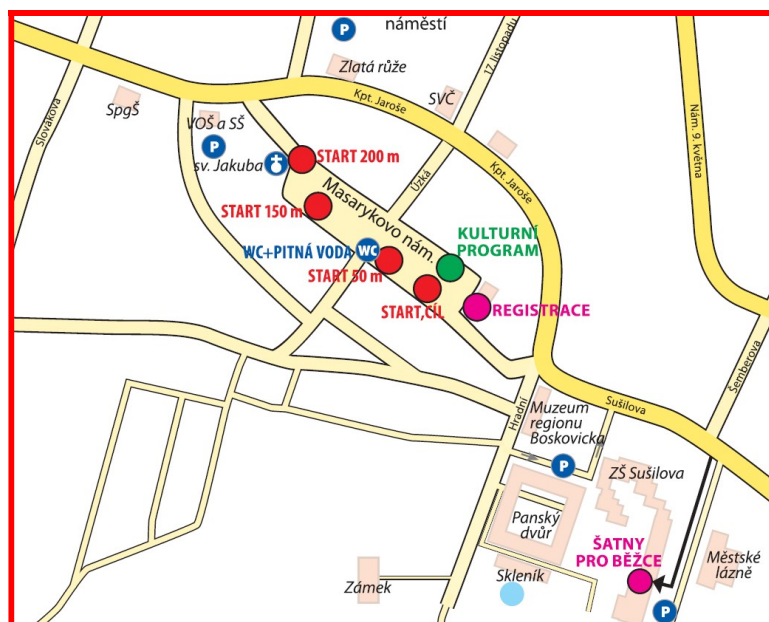 náměstí
P
Zlatá růže
17. listopadu
Kpt. Jaroše
SVČ
Slovákova
SpgŠ
VOŠ a SŠ
P
sv. Jakuba
START 200 m
Nám. 9. května
Kpt. Jaroše
Úzká
Masarykovo nám.
START 150 m
KULTURNÍ
PROGRAM
WC+PITNÁ VODA
WC
START 50 m
START,CÍL
REGISTRACE
Šemberova
Hradní
Sušilova
Muzeum
regionu
Boskovicka
P
ZŠ Sušilova
Panský
dvůr
ŠATNY
PRO BĚŽCE
Městské
lázně
Skleník
Zámek
P